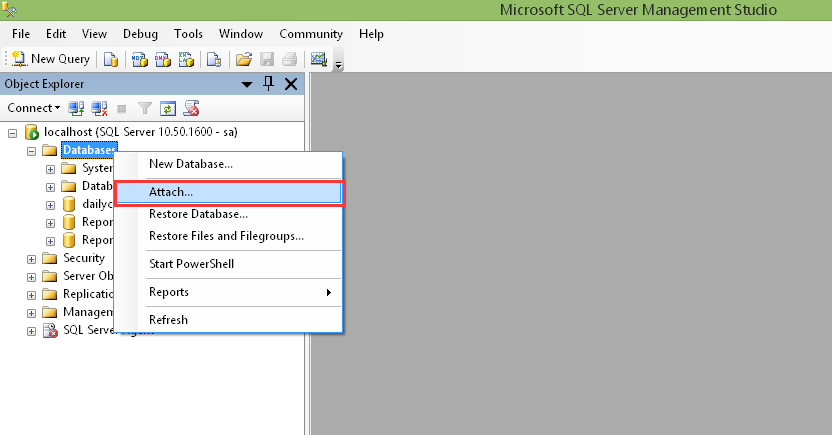 Microsoft SQL Server Management Studio
File Edit View Debug Tools Window Community Help
New Query
Object Explorer
Connect
localhost (SQL Server 10.50.1600 - sa)
Databases
New Database...
Attach...
Restore Database...
Restore Files and Filegroups...
Start PowerShell
Reports
Refresh
Security